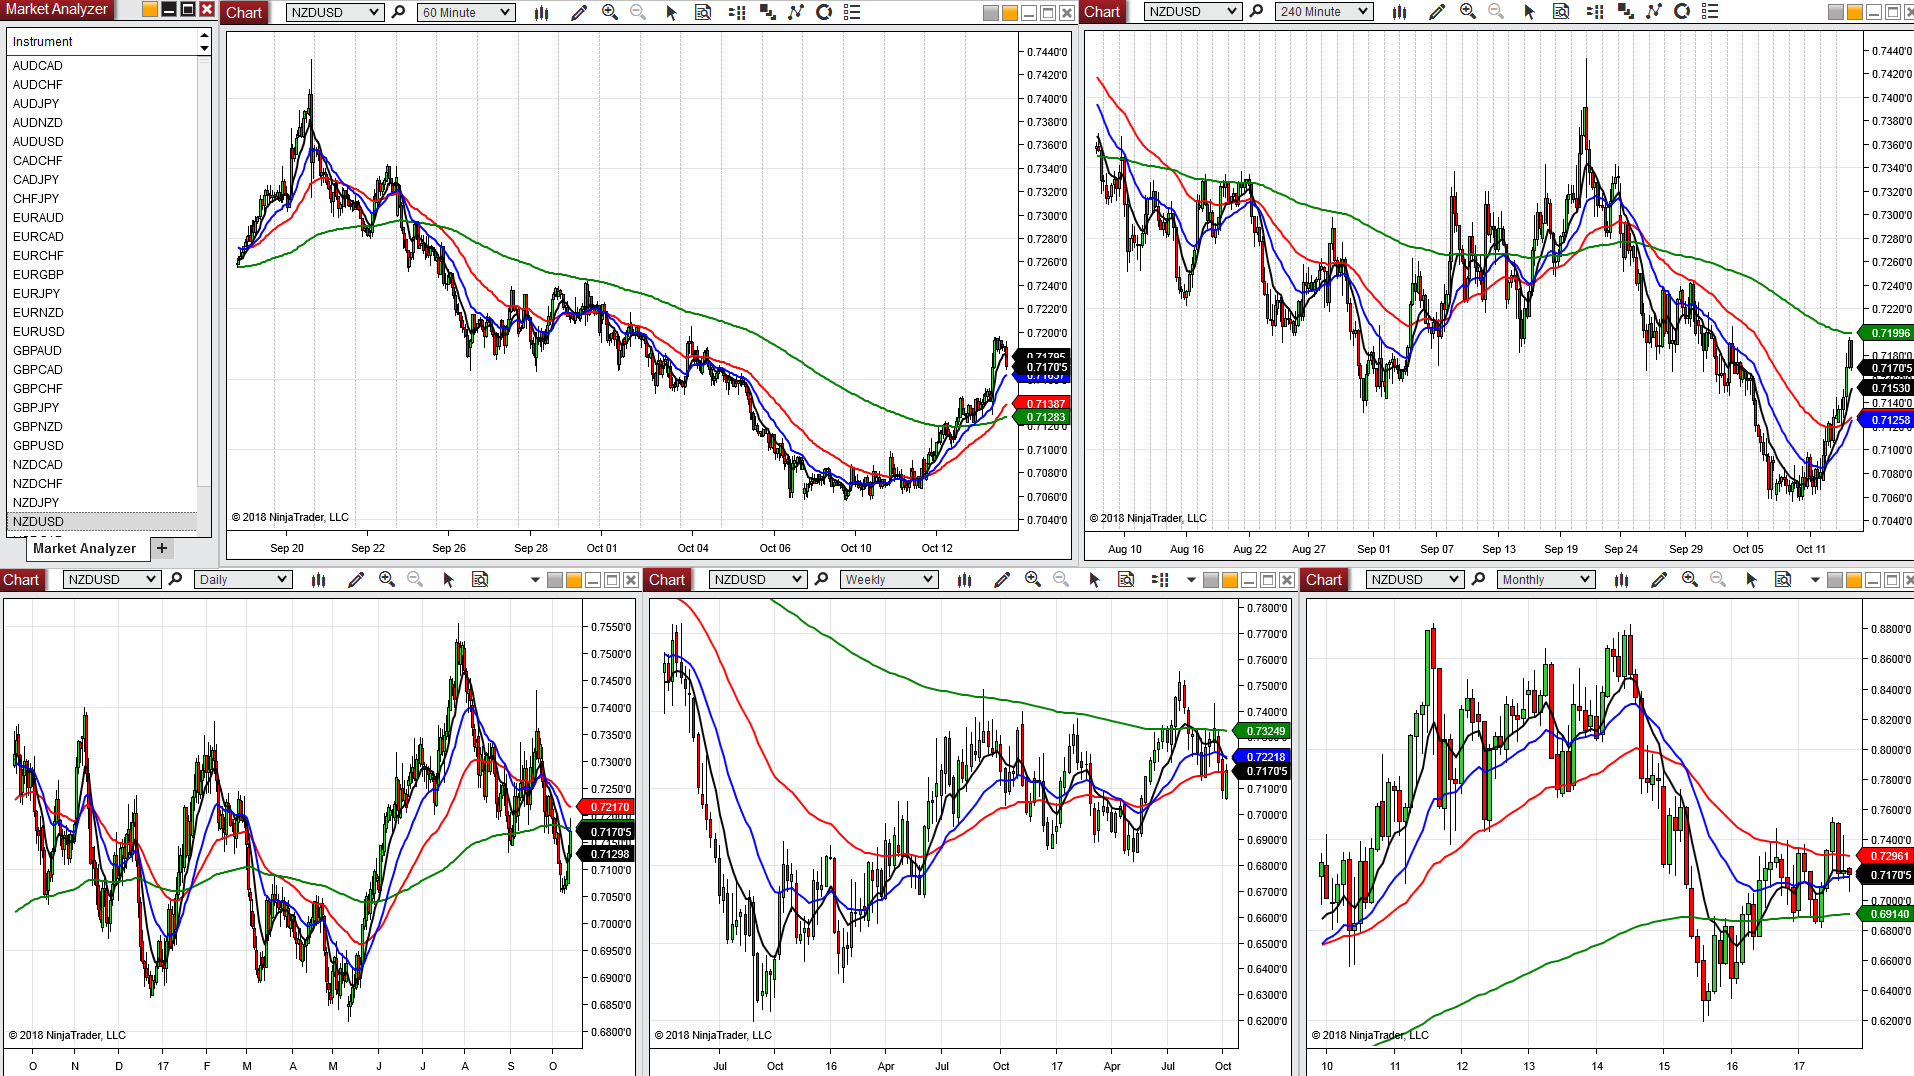 Market Analyzer
Instrument
AUDCAD
AUDCHF
AUDJPY
AUDNZD
AUDUSD
CADCHF
CADJPY
CHFJPY
EURAUD
EURCAD
EURCHF
EURGBP
EURJPY
EURNZD
EURUSD
GBPAUD
GBPCAD
GBPCHF
GBPJPY
GBPNZD
GBPUSD
NZDCAD
NZDCHF
NZDJPY
NZDUSD
Market Analyzer +
Chart NZDUSD 60 Minute
0.7440'0
0.7420'0
0.7400'0
0.7380'0
0.7360'0
0.7340'0
0.7320'0
0.7300'0
0.7280'0
0.7260'0
0.7240'0
0.7220'0
0.7200'0
0.7170'5
0.71387
0.71283
0.7100'0
0.7080'0
0.7060'0
0.7040'0
© 2018 NinjaTrader, LLC
Sep 20 Sep 22 Sep 26 Sep 28 Oct 01 Oct 04 Oct 06 Oct 10 Oct 12
Chart NZDUSD 240 Minute
0.7440'0
0.7420'0
0.7400'0
0.7380'0
0.7360'0
0.7340'0
0.7320'0
0.7300'0
0.7280'0
0.7260'0
0.7240'0
0.7220'0
0.71996
0.7180'0
0.7170'5
0.71530
0.7140'0
0.71258
0.7100'0
0.7080'0
0.7060'0
0.7040'0
© 2018 NinjaTrader, LLC
Aug 10 Aug 16 Aug 22 Aug 27 Sep 01 Sep 07 Sep 13 Sep 19 Sep 24 Sep 29 Oct 05 Oct 11
Chart NZDUSD Daily
0.7550'0
0.7500'0
0.7450'0
0.7400'0
0.7350'0
0.7300'0
0.7250'0
0.72170
0.7170'5
0.71298
0.7100'0
0.7050'0
0.7000'0
0.6950'0
0.6900'0
0.6850'0
0.6800'0
© 2018 NinjaTrader, LLC
O N D 17 F M A M J J A S O
Chart NZDUSD Weekly
0.7800'0
0.7700'0
0.7600'0
0.7500'0
0.7400'0
0.73249
0.72218
0.7170'5
0.7100'0
0.7000'0
0.6900'0
0.6800'0
0.6700'0
0.6600'0
0.6500'0
0.6400'0
0.6300'0
0.6200'0
© 2018 NinjaTrader, LLC
Jul Oct 16 Apr Jul Oct 17 Apr Jul Oct
Chart NZDUSD Monthly
0.8800'0
0.8600'0
0.8400'0
0.8200'0
0.8000'0
0.7800'0
0.7600'0
0.7400'0
0.72961
0.7170'5
0.7000'0
0.69140
0.6800'0
0.6600'0
0.6400'0
0.6200'0
© 2018 NinjaTrader, LLC
10 11 12 13 14 15 16 17